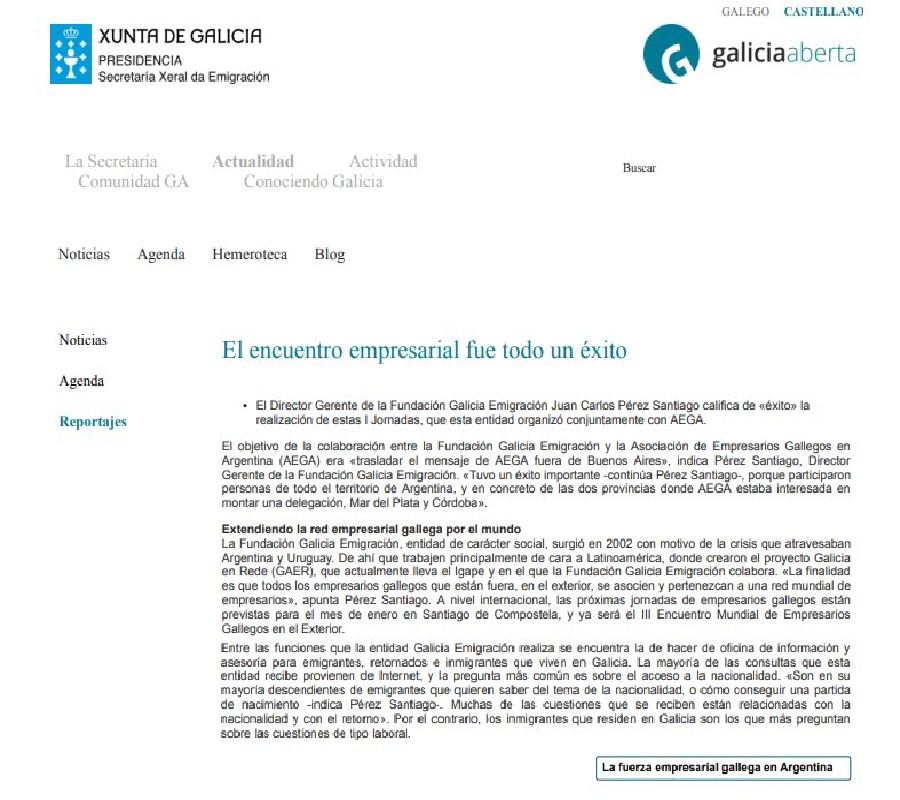 GALEGO CASTELLANO
XUNTA DE GALICIA
PRESIDENCIA
Secretaría Xeral da Emigración
galiciaaberta
La Secretaría Actualidad Actividad
Comunidad GA Conociendo Galicia
Buscar
Noticias Agenda Hemeroteca Blog
Noticias
Agenda
Reportajes
El encuentro empresarial fue todo un éxito
• El Director Gerente de la Fundación Galicia Emigración Juan Carlos Pérez Santiago califica de «éxito» la
realización de estas I Jornadas, que esta entidad organizó conjuntamente con AEGA.
El objetivo de la colaboración entre la Fundación Galicia Emigración y la Asociación de Empresarios Gallegos en
Argentina (AEGA) era «trasladar el mensaje de AEGA fuera de Buenos Aires», indica Pérez Santiago, Director
Gerente de la Fundación Galicia Emigración. «Tuvo un éxito importante -continúa Pérez Santiago-, porque participaron
personas de todo el territorio de Argentina, y en concreto de las dos provincias donde AEGA estaba interesada en
montar una delegación, Mar del Plata y Córdoba».
Extendiendo la red empresarial gallega por el mundo
La Fundación Galicia Emigración, entidad de carácter social, surgió en 2002 con motivo de la crisis que atravesaban
Argentina y Uruguay. De ahí que trabajen principalmente de cara a Latinoamérica, donde crearon el proyecto Galicia
en Rede (GAER), que actualmente lleva el Igape y en el que la Fundación Galicia Emigración colabora. «La finalidad
es que todos los empresarios gallegos que están fuera, en el exterior, se asocien y pertenezcan a una red mundial de
empresarios», apunta Pérez Santiago. A nivel internacional, las próximas jornadas de empresarios gallegos están
previstas para el mes de enero en Santiago de Compostela, y ya será el III Encuentro Mundial de Empresarios
Gallegos en el Exterior.
Entre las funciones que la entidad Galicia Emigración realiza se encuentra la de hacer de oficina de información y
asesoría para emigrantes, retornados e inmigrantes que viven en Galicia. La mayoría de las consultas que esta
entidad recibe provienen de Internet, y la pregunta más común es sobre el acceso a la nacionalidad. «Son en su
mayoría descendientes de emigrantes que quieren saber del tema de la nacionalidad, o cómo conseguir una partida
de nacimiento -indica Pérez Santiago-. Muchas de las cuestiones que se reciben están relacionadas con la
nacionalidad y con el retorno». Por el contrario, los inmigrantes que residen en Galicia son los que más preguntan
sobre las cuestiones de tipo laboral.
La fuerza empresarial gallega en Argentina